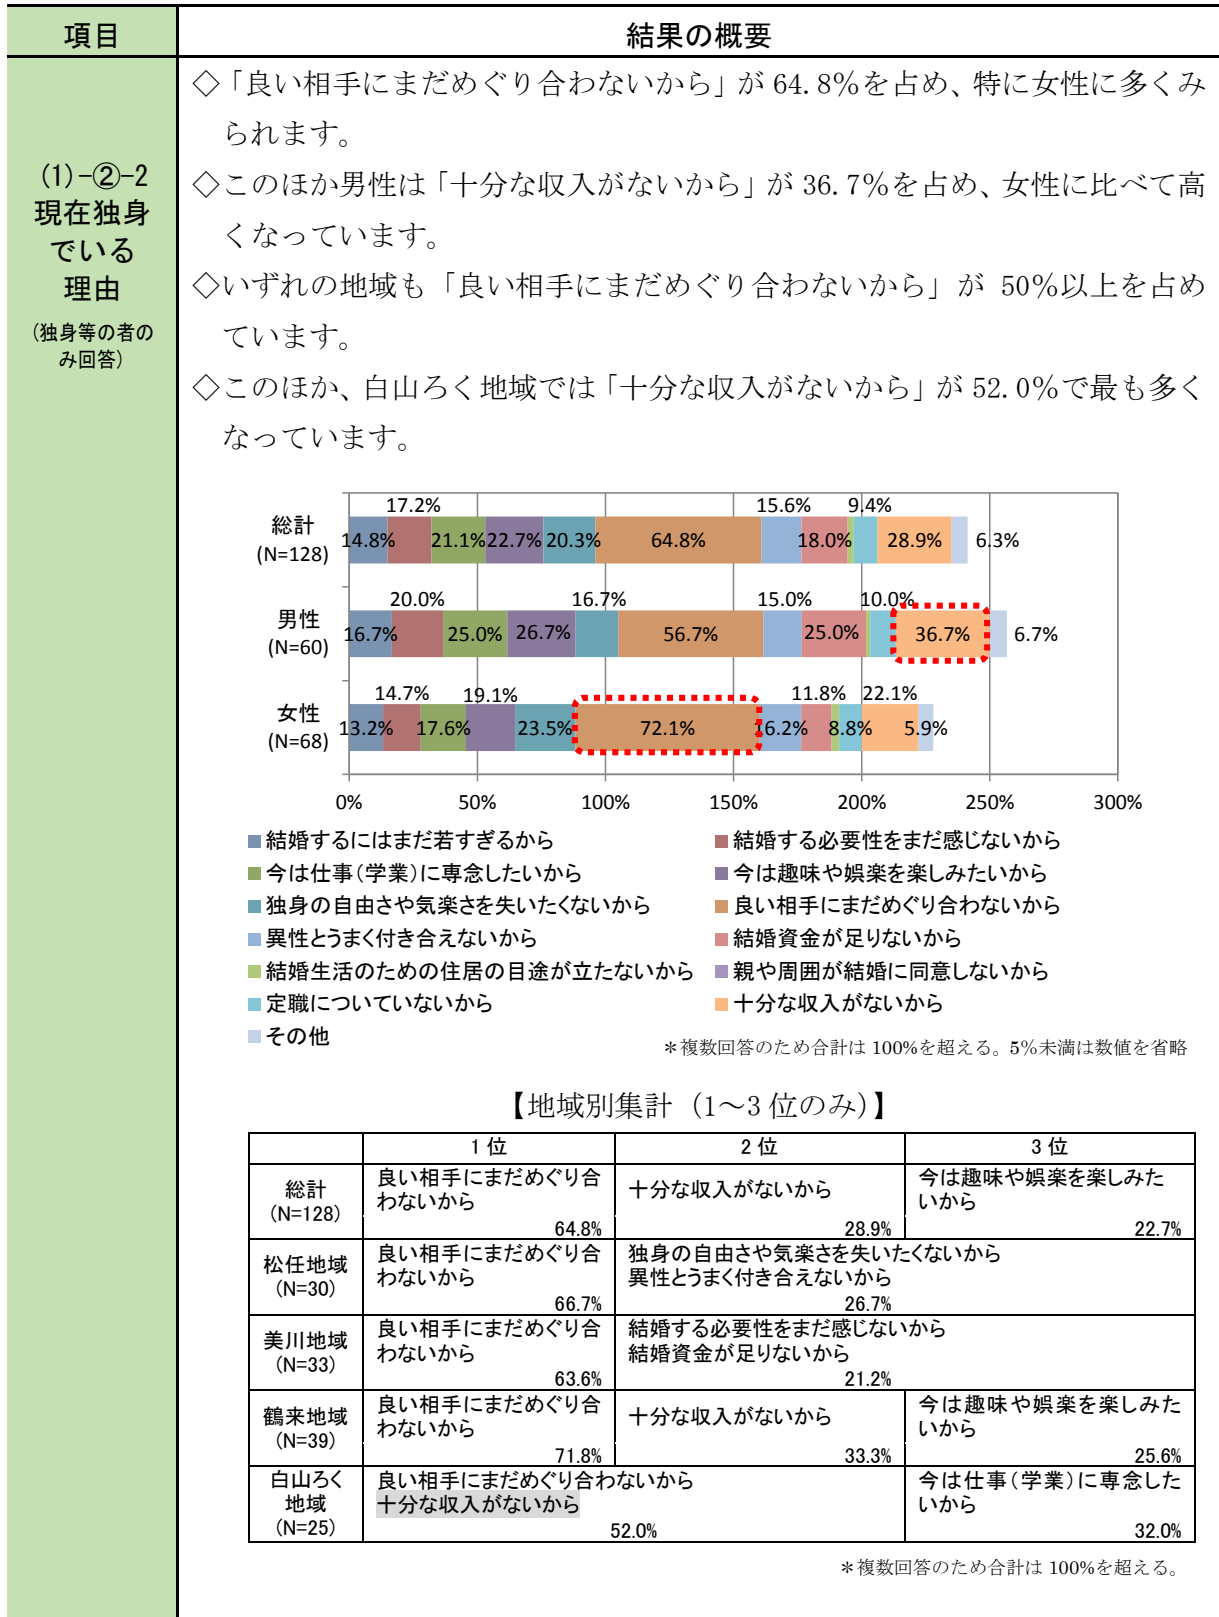 項目
結果の概要
(1)-②-2
現在独身
でいる
理由
(独身等の者の
み回答)
◇「良い相手にまだめぐり合わないから」が 64.8%を占め、特に女性に多くみ
られます。
◇このほか男性は「十分な収入がないから」が 36.7%を占め、女性に比べて高
くなっています。
◇いずれの地域も「良い相手にまだめぐり合わないから」が 50%以上を占め
ています。
◇このほか、白山ろく地域では「十分な収入がないから」が 52.0%で最も多く
なっています。
17.2% 15.6% 9.4%
総計
(N=128)
14.8% 21.1% 22.7% 20.3% 64.8% 18.0% 28.9% 6.3%
20.0% 16.7% 15.0% 10.0%
男性
(N=60)
16.7% 25.0% 26.7% 56.7% 25.0% 36.7% 6.7%
14.7% 19.1% 11.8% 22.1%
女性
(N=68)
13.2% 17.6% 23.5% 72.1% 16.2% 8.8% 5.9%
0% 50% 100% 150% 200% 250% 300%
結婚するにはまだ若すぎるから
結婚する必要性をまだ感じないから
今は仕事(学業)に専念したいから
今は趣味や娯楽を楽しみたいから
独身の自由さや気楽さを失いたくないから
良い相手にまだめぐり合わないから
異性とうまく付き合えないから
結婚資金が足りないから
結婚生活のための住居の目途が立たないから
親や周囲が結婚に同意しないから
定職についていないから
十分な収入がないから
その他
＊複数回答のため合計は 100%を超える。5%未満は数値を省略
【地域別集計（1～3 位のみ）】
1 位 2 位 3 位
総計
(N=128)
良い相手にまだめぐり合
わないから
64.8%
十分な収入がないから
28.9%
今は趣味や娯楽を楽しみた
いから
22.7%
松任地域
(N=30)
良い相手にまだめぐり合
わないから
66.7%
独身の自由さや気楽さを失いたくないから
異性とうまく付き合えないから
26.7%
美川地域
(N=33)
良い相手にまだめぐり合
わないから
63.6%
結婚する必要性をまだ感じないから
結婚資金が足りないから
21.2%
鶴来地域
(N=39)
良い相手にまだめぐり合
わないから
71.8%
十分な収入がないから
33.3%
今は趣味や娯楽を楽しみた
いから
25.6%
白山ろく
地域
(N=25)
良い相手にまだめぐり合わないから
十分な収入がないから
52.0%
今は仕事(学業)に専念した
いから
32.0%
＊複数回答のため合計は 100%を超える。